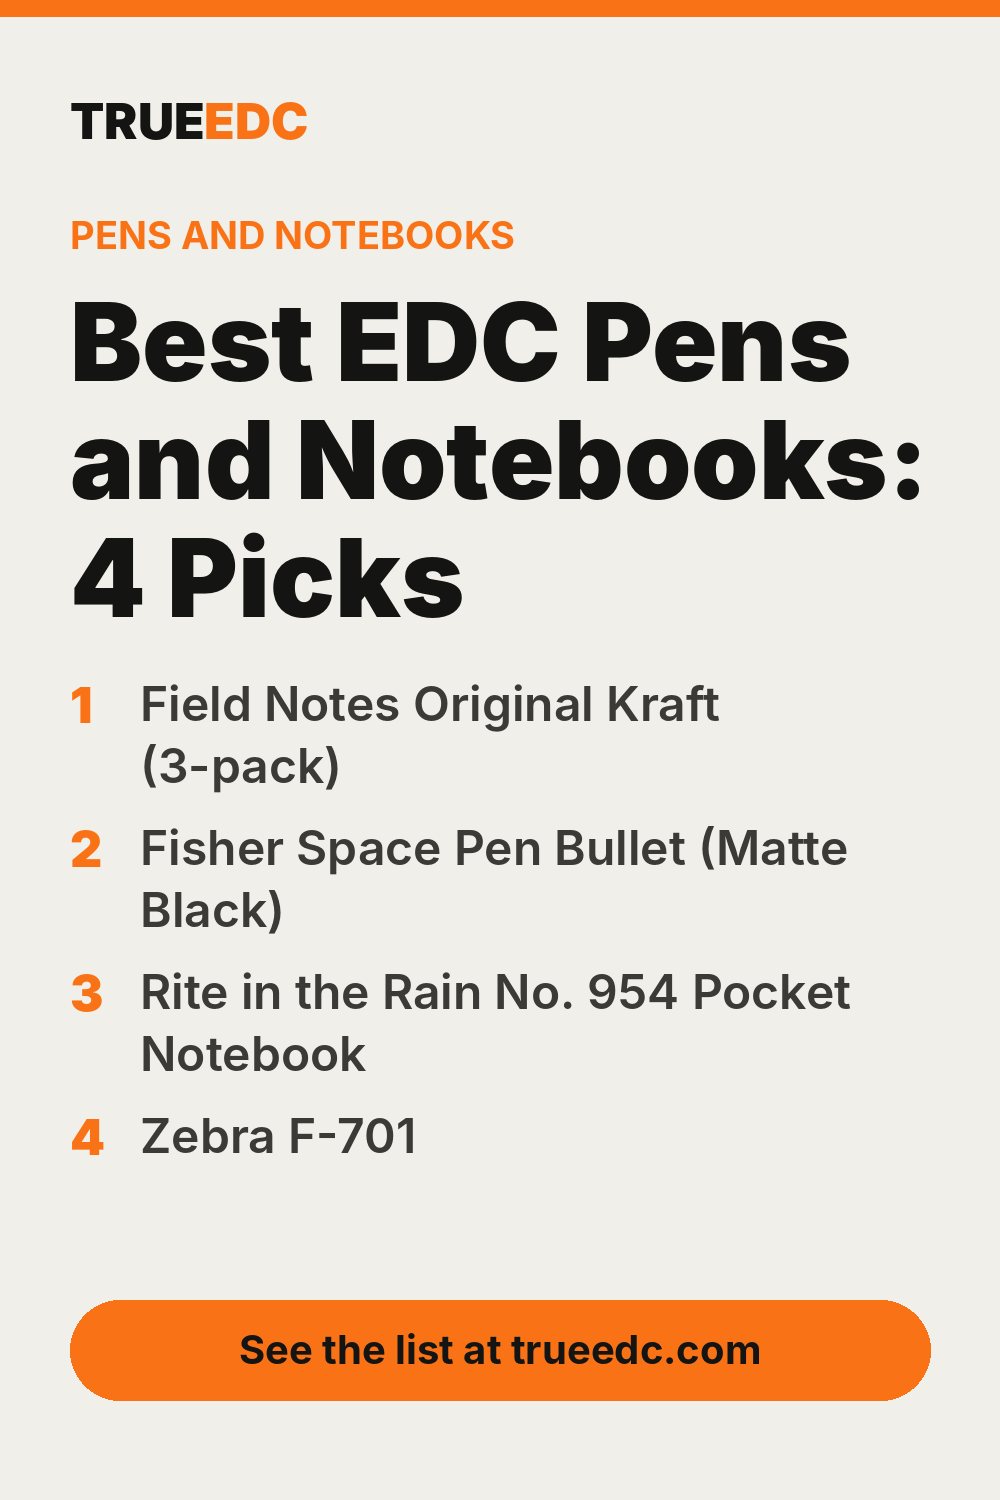 TRUEEDC
PENS AND NOTEBOOKS
Best EDC Pens
and Notebooks:
4 Picks
1 Field Notes Original Kraft
(3-pack)
2 Fisher Space Pen Bullet (Matte
Black)
3 Rite in the Rain No. 954 Pocket
Notebook
4 Zebra F-701
See the list at trueedc.com